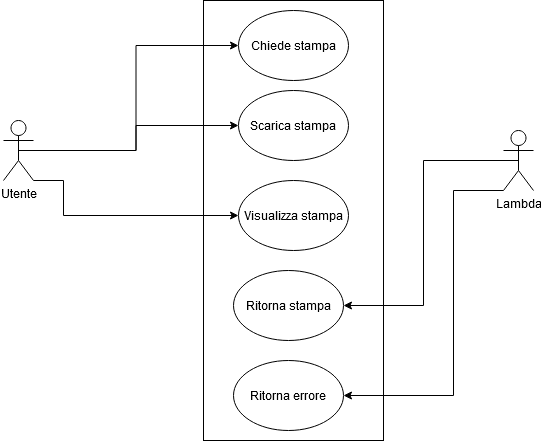 Chiede stampa
Scarica stampa
Utente
Lambda
Visualizza stampa
Ritorna stampa
Ritorna errore